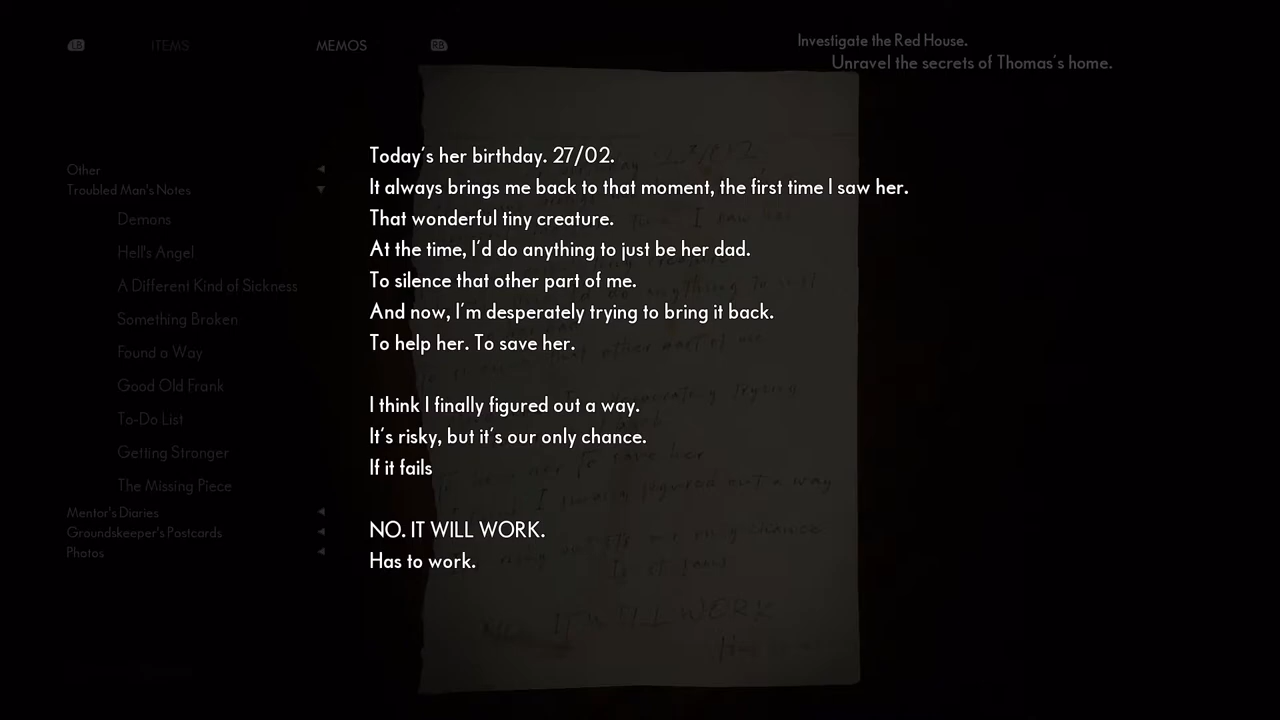 LB
ITEMS
MEMOS
RB
Investigate the Red House.
Unravel the secrets of Thomas's home.
Other
Troubled Man's Notes
Demons
Hell's Angel
A Different Kind of Sickness
Something Broken
Found a Way
Good Old Frank
To-Do List
Getting Stronger
The Missing Piece
Mentor's Diaries
Groundskeeper's Postcards
Photos
Today's her birthday. 27/02.
It always brings me back to that moment, the first time I saw her.
That wonderful tiny creature.
At the time, I'd do anything to just be her dad.
To silence that other part of me.
And now, I'm desperately trying to bring it back.
To help her. To save her.
I think I finally figured out a way.
It's risky, but it's our only chance.
If it fails
NO. IT WILL WORK.
Has to work.